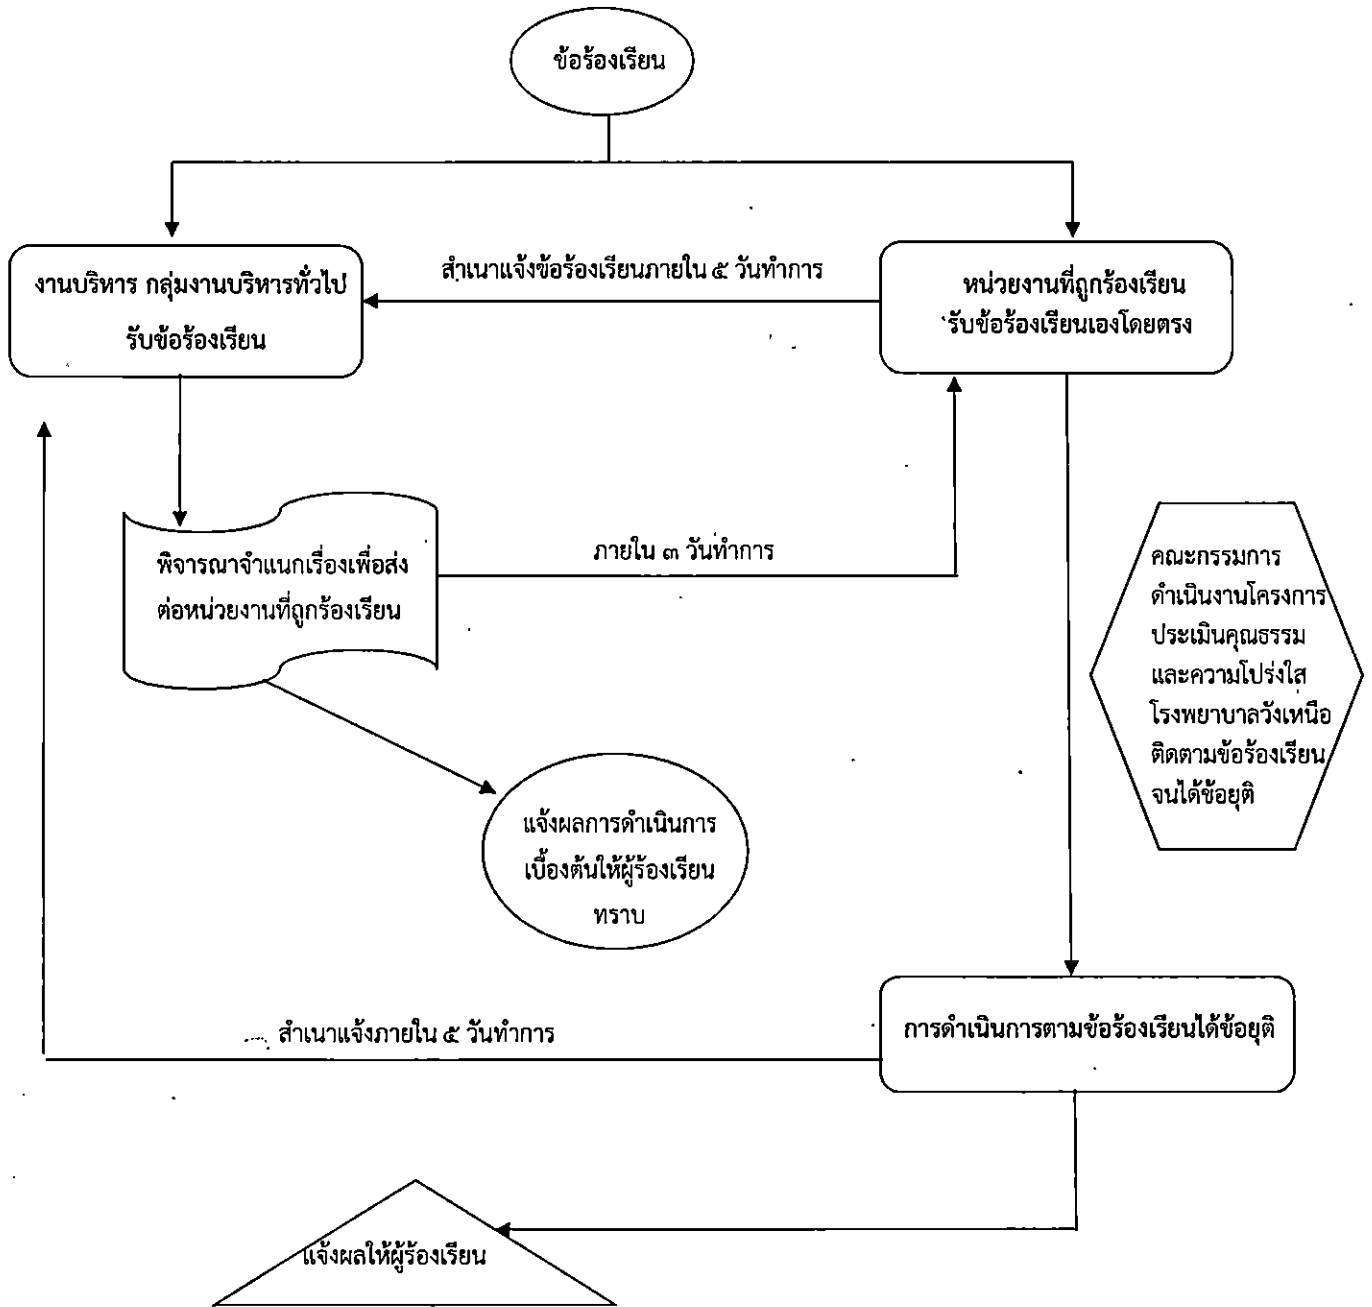 ข้อร้องเรียน
งานบริหาร กลุ่มงานบริหารทั่วไป
รับข้อร้องเรียน
สำเนาแจ้งข้อร้องเรียนภายใน ๕ วันทำการ
หน่วยงานที่ถูกร้องเรียน
รับข้อร้องเรียนเองโดยตรง
พิจารณาจำแนกเรื่องเพื่อส่ง
ต่อหน่วยงานที่ถูกร้องเรียน
ภายใน ๓ วันทำการ
คณะกรรมการ
ดำเนินงานโครงการ
ประเมินคุณธรรม
และความโปร่งใส
โรงพยาบาลวังเหนือ
ติดตามข้อร้องเรียน
จนได้ข้อยุติ
แจ้งผลการดำเนินการ
เบื้องต้นให้ผู้ร้องเรียน
ทราบ
สำเนาแจ้งภายใน ๕ วันทำการ
การดำเนินการตามข้อร้องเรียนได้ข้อยุติ
แจ้งผลให้ผู้ร้องเรียน